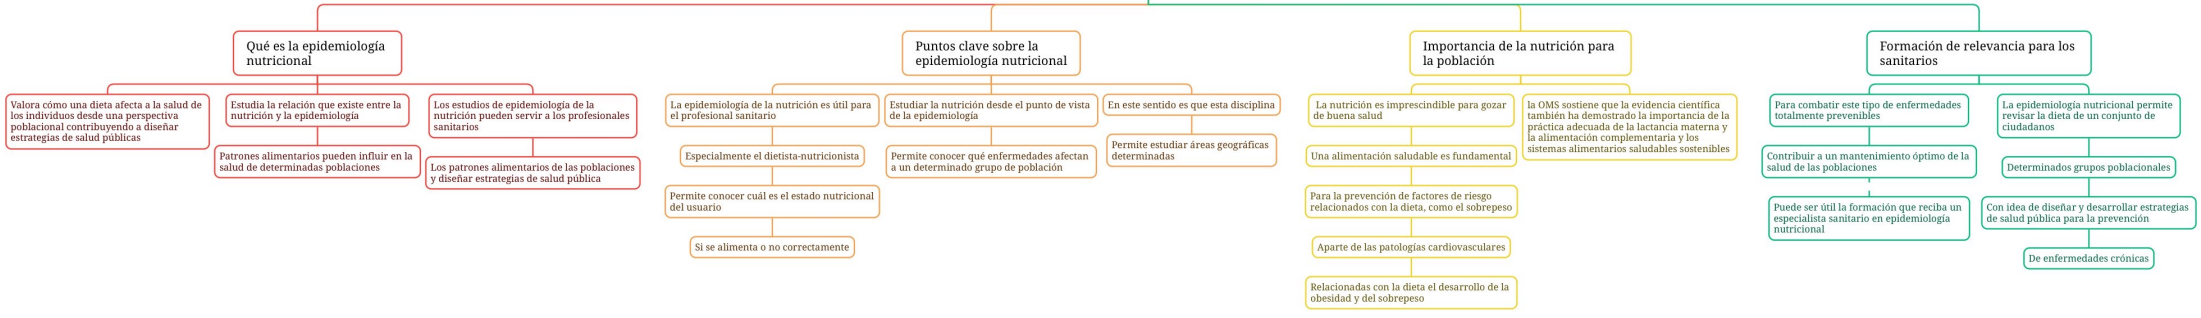 Qué es la epidemiología
nutricional
Valora cómo una dieta afecta a la salud de
los individuos desde una perspectiva
poblacional contribuyendo a diseñar
estrategias de salud públicas
Estudia la relación que existe entre la
nutrición y la epidemiología
Patrones alimentarios pueden influir en la
salud de determinadas poblaciones
Los estudios de epidemiología de la
nutrición pueden servir a los profesionales
sanitarios
Los patrones alimentarios de las poblaciones
y diseñar estrategias de salud pública
Puntos clave sobre la
epidemiología nutricional
La epidemiología de la nutrición es útil para
el profesional sanitario
Especialmente el dietista-nutricionista
Permite conocer cuál es el estado nutricional
del usuario
Si se alimenta o no correctamente
Estudiar la nutrición desde el punto de vista
de la epidemiología
Permite conocer qué enfermedades afectan
a un determinado grupo de población
En este sentido es que esta disciplina
Permite estudiar áreas geográficas
determinadas
Importancia de la nutrición para
la población
La nutrición es imprescindible para gozar
de buena salud
Una alimentación saludable es fundamental
Para la prevención de factores de riesgo
relacionados con la dieta, como el sobrepeso
Aparte de las patologías cardiovasculares
Relacionadas con la dieta el desarrollo de la
obesidad y del sobrepeso
la OMS sostiene que la evidencia científica
también ha demostrado la importancia de la
práctica adecuada de la lactancia materna y
la alimentación complementaria y los
sistemas alimentarios saludables sostenibles
Formación de relevancia para los
sanitarios
Para combatir este tipo de enfermedades
totalmente prevenibles
Contribuir a un mantenimiento óptimo de la
salud de las poblaciones
Puede ser útil la formación que reciba un
especialista sanitario en epidemiología
nutricional
La epidemiología nutricional permite
revisar la dieta de un conjunto de
ciudadanos
Determinados grupos poblacionales
Con idea de diseñar y desarrollar estrategias
de salud pública para la prevención
De enfermedades crónicas